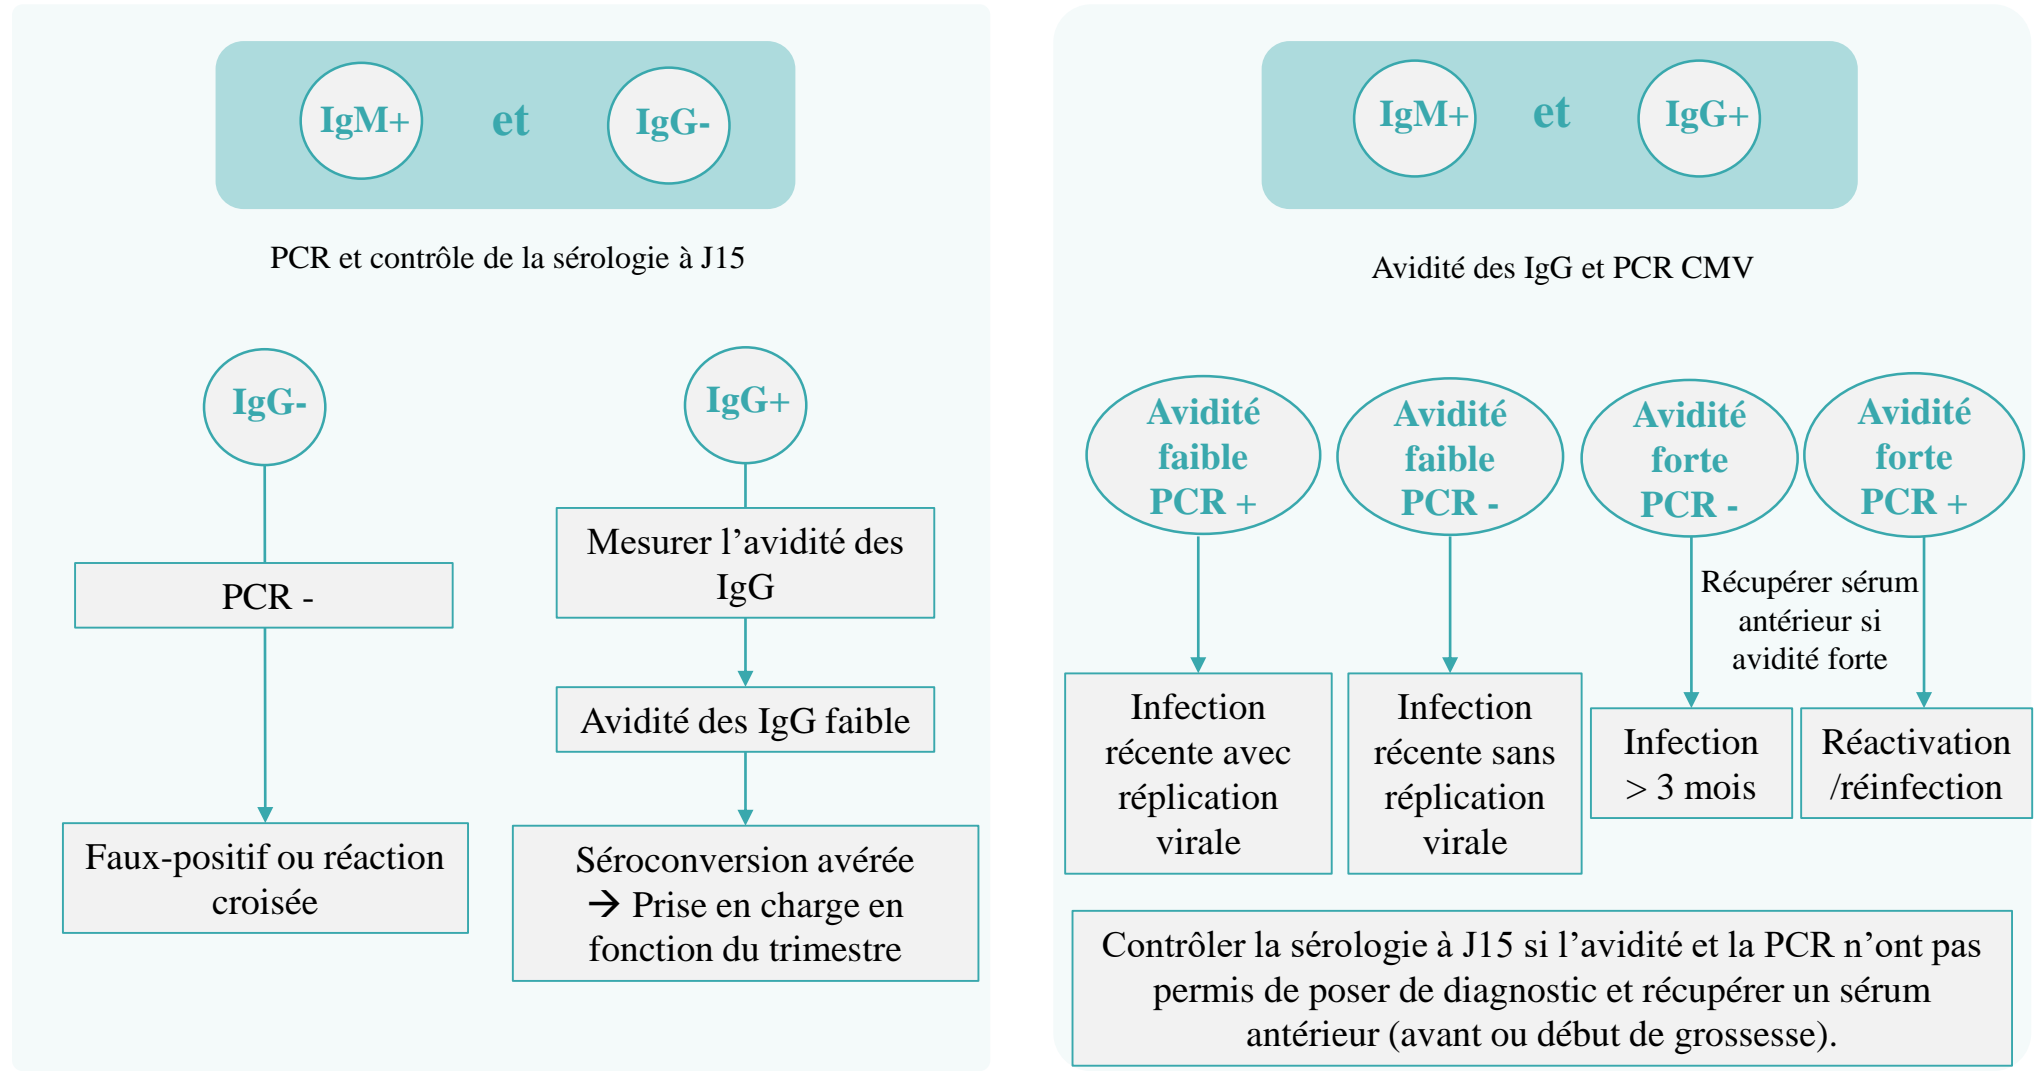 IgM+ et IgG-
PCR et contrôle de la sérologie à J15
IgG-
PCR -
Faux-positif ou réaction
croisée
IgG+
Mesurer l’avidité des
IgG
Avidité des IgG faible
Séroconversion avérée
→ Prise en charge en
fonction du trimestre
IgM+ et IgG+
Avidité des IgG et PCR CMV
Avidité
faible
PCR +
Infection
récente avec
réplication
virale
Avidité
faible
PCR -
Infection
récente sans
réplication
virale
Avidité
forte
PCR -
Infection
> 3 mois
Avidité
forte
PCR +
Récupérer sérum
antérieur si
avidité forte
Réactivation
/réinfection
Contrôler la sérologie à J15 si l’avidité et la PCR n’ont pas
permis de poser de diagnostic et récupérer un sérum
antérieur (avant ou début de grossesse).